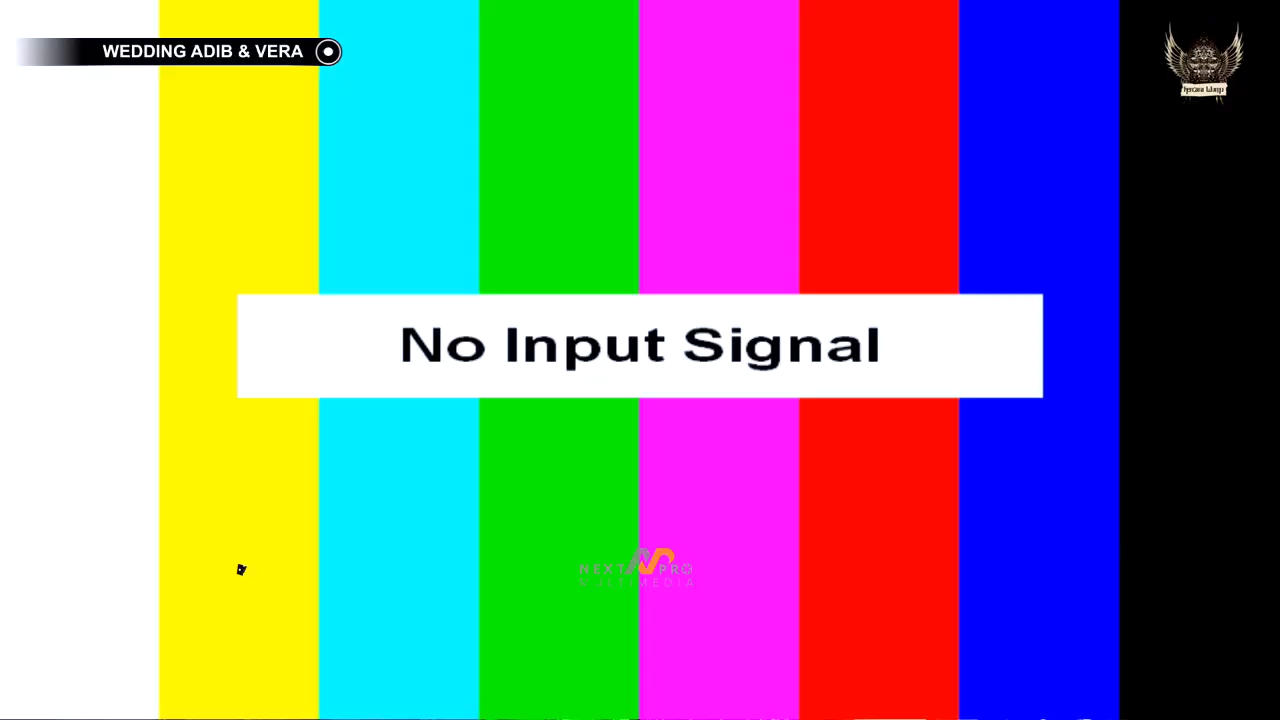 WEDDING ADIB & VERA
No Input Signal
NEXT PRO
MULTIMEDIA